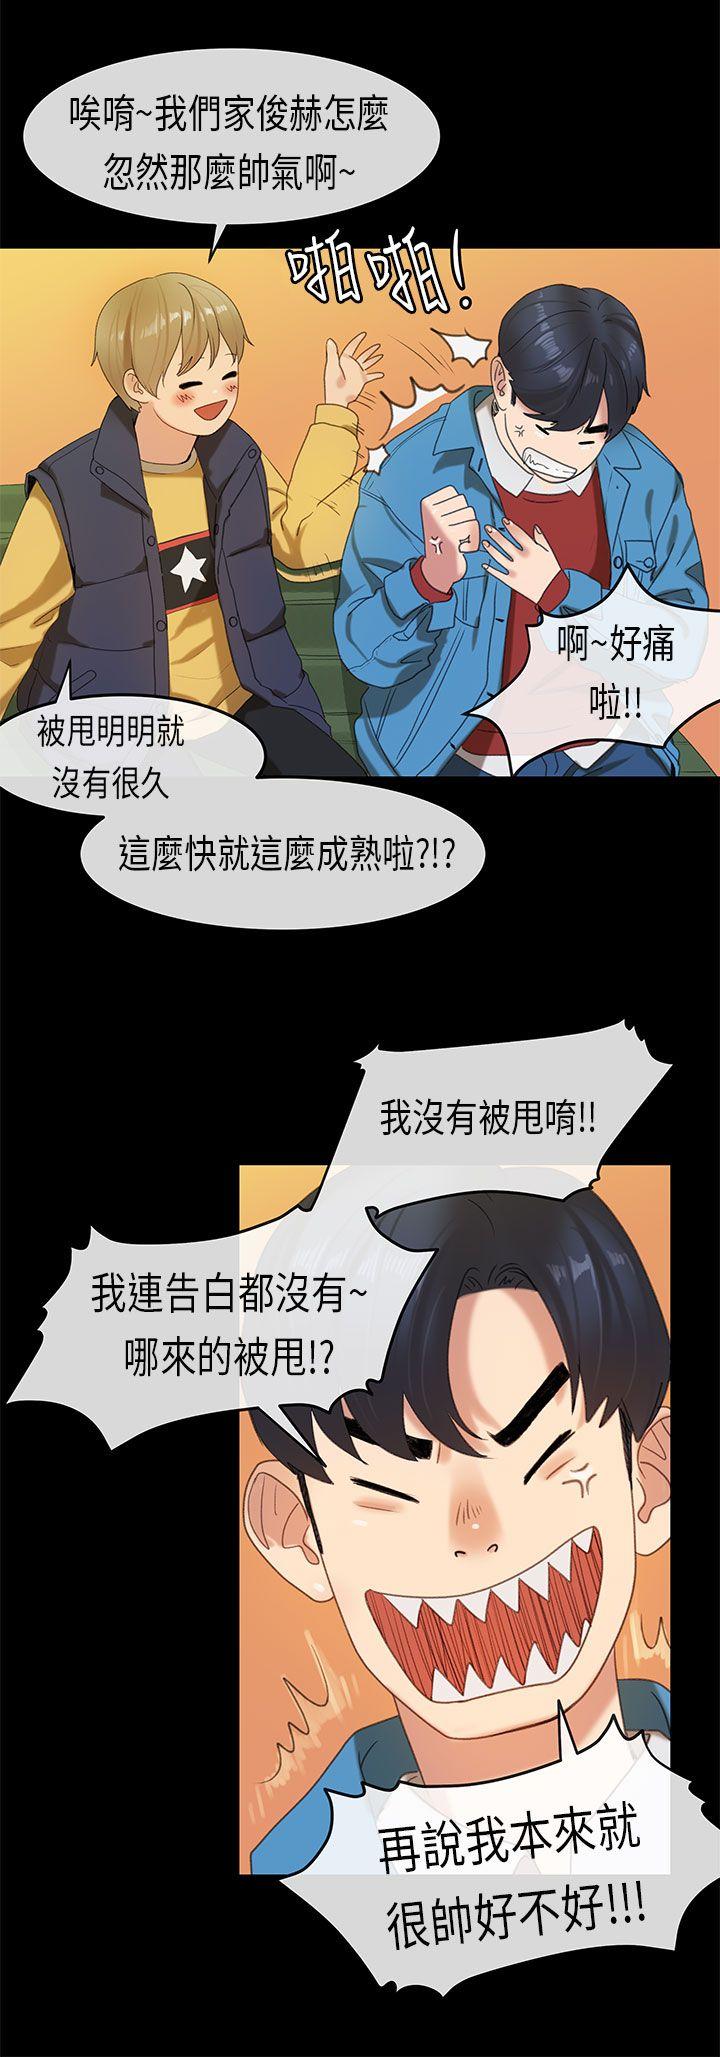 唉唷~我們家俊赫怎麼
忽然那麼帥氣啊~
啪啪!
啊~好痛
啦!!
被甩明明就
沒有很久
這麼快就這麼成熟啦?!?
我沒有被甩唷!!
我連告白都沒有~
哪來的被甩!?
再說我本來就
很帥好不好!!!